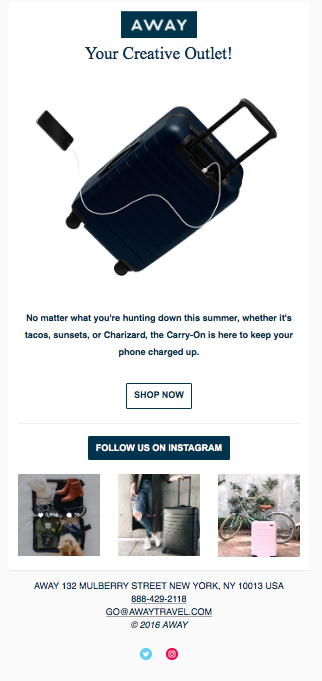 AWAY
Your Creative Outlet!
No matter what you're hunting down this summer, whether it's
tacos, sunsets, or Charizard, the Carry-On is here to keep your
phone charged up.
SHOP NOW
FOLLOW US ON INSTAGRAM
AWAY 132 MULBERRY STREET NEW YORK, NY 10013 USA
888-429-2118
GO@AWAYTRAVEL.COM
© 2016 AWAY